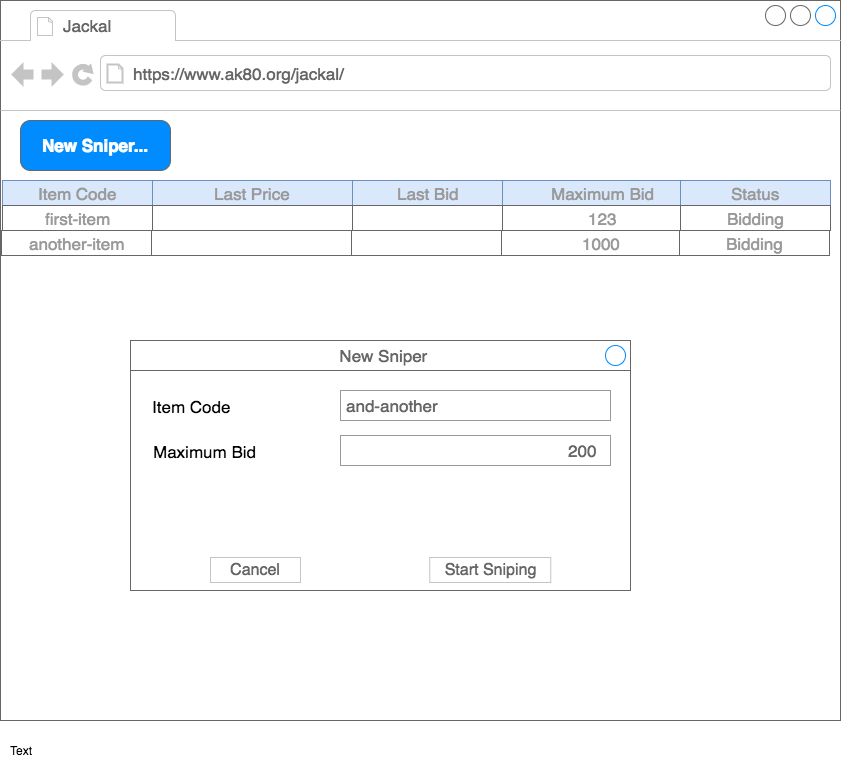 Jackal
https://www.ak80.org/jackal/
New Sniper...
Item Code Last Price Last Bid Maximum Bid Status
first-item 123 Bidding
another-item 1000 Bidding
New Sniper
Item Code and-another
Maximum Bid 200
Cancel Start Sniping
Text